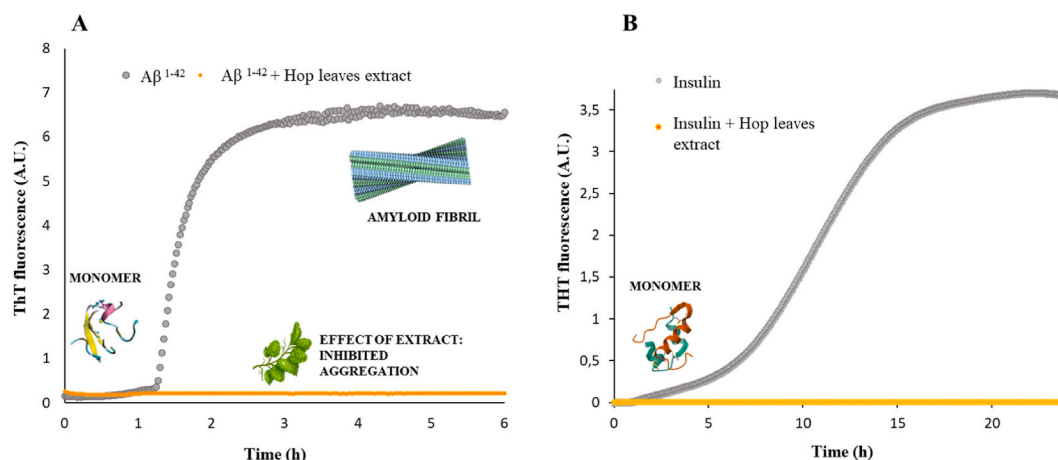 A
Aβ 1-42
Aβ 1-42 + Hop leaves extract
ThT fluorescence (A.U.)
8
7
6
5
4
3
2
1
0
MONOMER
AMYLOID FIBRIL
EFFECT OF EXTRACT:
INHIBITED
AGGREGATION
0 1 2 3 4 5 6
Time (h)
B
Insulin
Insulin + Hop leaves
extract
THT fluorescence (A.U.)
3,5
3
2,5
2
1,5
1
0,5
0
MONOMER
0 5 10 15 20
Time (h)